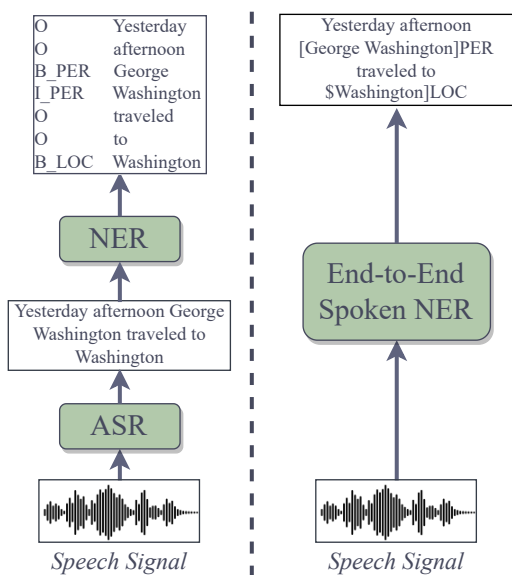 O Yesterday
O afternoon
B_PER George
I_PER Washington
O traveled
O to
B_LOC Washington
NER
Yesterday afternoon George
Washington traveled to
Washington
ASR
Speech Signal
Yesterday afternoon
[George Washington]PER
traveled to
$Washington]LOC
End-to-End
Spoken NER
Speech Signal